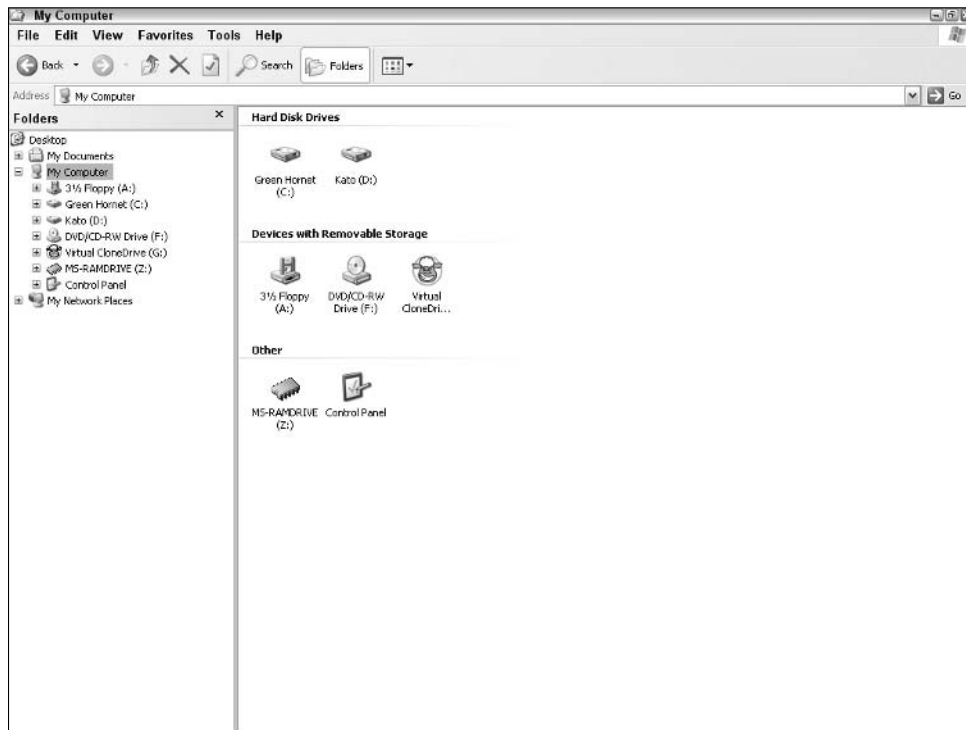 My Computer
File Edit View Favorites Tools Help
Back Search Folders
Address My Computer Go
Folders
Desktop
My Documents
My Computer
3½ Floppy (A:)
Green Hornet (C:)
Kato (D:)
DVD/CD-RW Drive (F:)
Virtual CloneDrive (G:)
MS-RAMDRIVE (Z:)
Control Panel
My Network Places
Hard Disk Drives
Green Hornet (C:)
Kato (D:)
Devices with Removable Storage
3½ Floppy (A:)
DVD/CD-RW Drive (F:)
Virtual CloneDri...
Other
MS-RAMDRIVE (Z:)
Control Panel